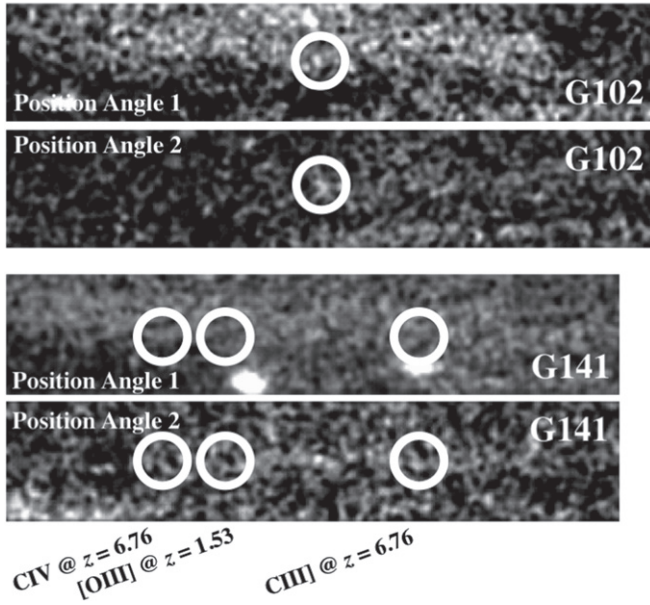 Position Angle 1
G102
Position Angle 2
G102
Position Angle 1
G141
Position Angle 2
G141
CIV @ z = 6.76
[OIII] @ z = 1.53
CIII] @ z = 6.76